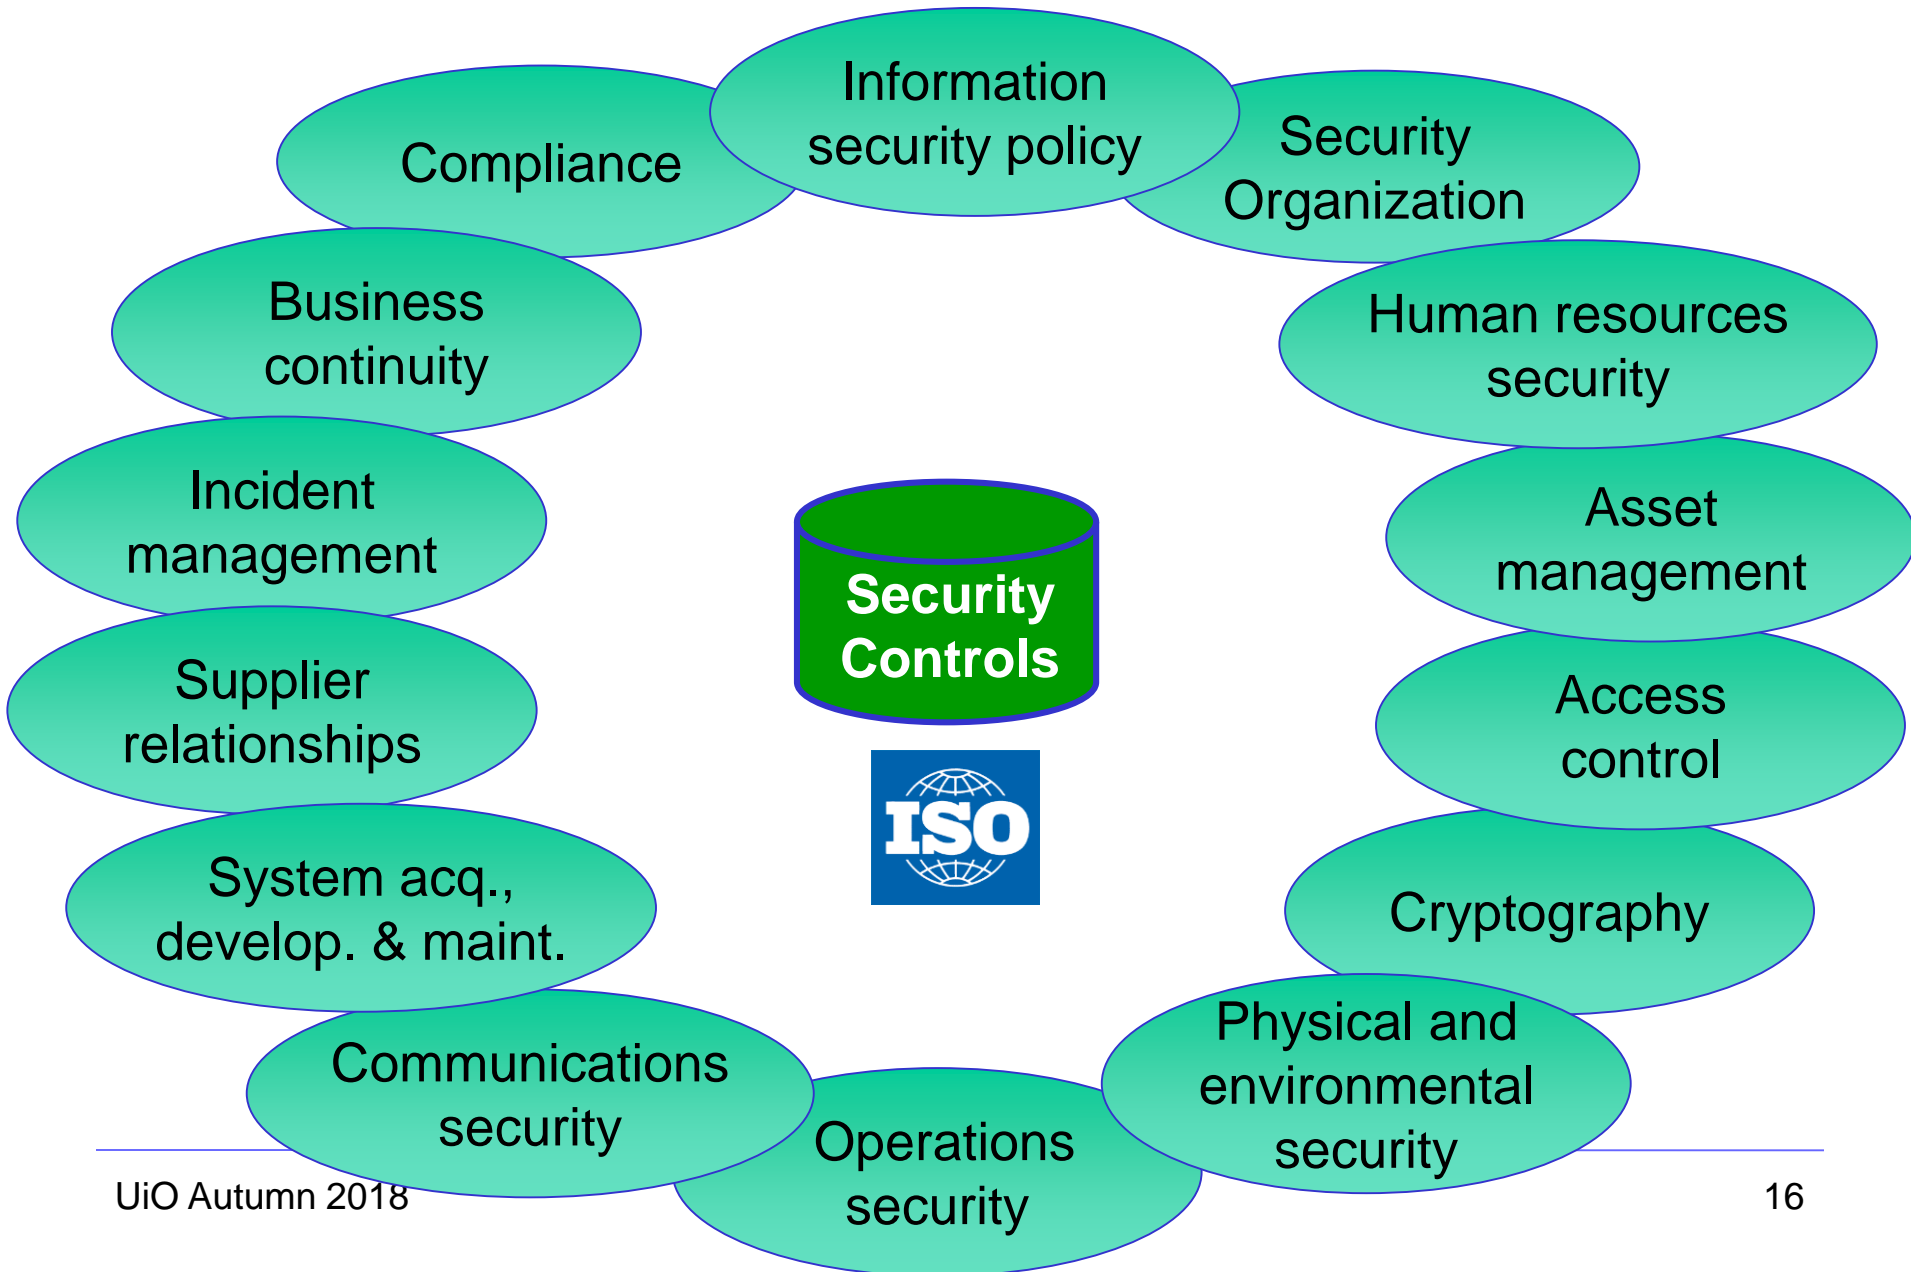 Information
security policy
Security
Organization
Human resources
security
Asset
management
Access
control
Cryptography
Physical and
environmental
security
Operations
security
Communications
security
System acq.,
develop. & maint.
Supplier
relationships
Incident
management
Business
continuity
Compliance
Security
Controls
ISO
UiO Autumn 2018
16